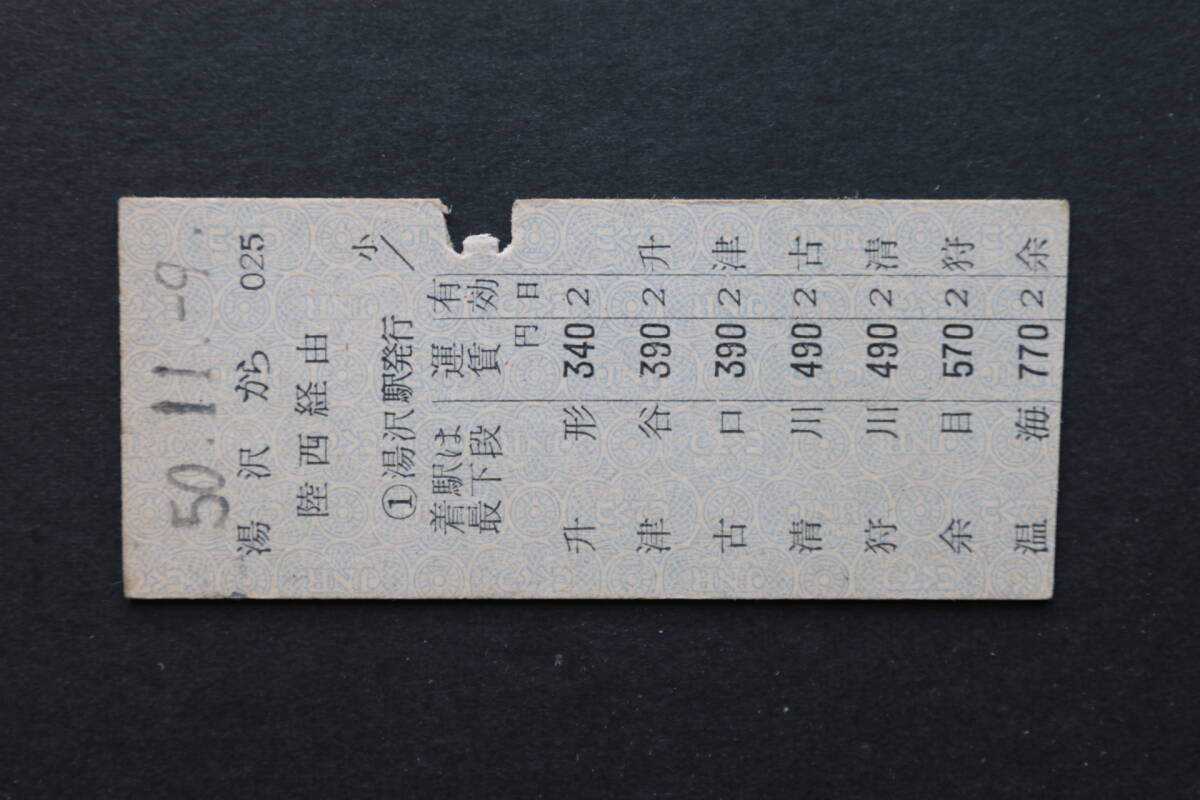 50.11.-9
湯沢から 025
陸西経由
小
①湯沢駅発行
着駅は最下段 運賃 円 有効 日
升形 340 2
津谷 390 2 升
古口 390 2 津
清川 490 2 古
狩川 490 2 清
余目 570 2 狩
温海 770 2 余